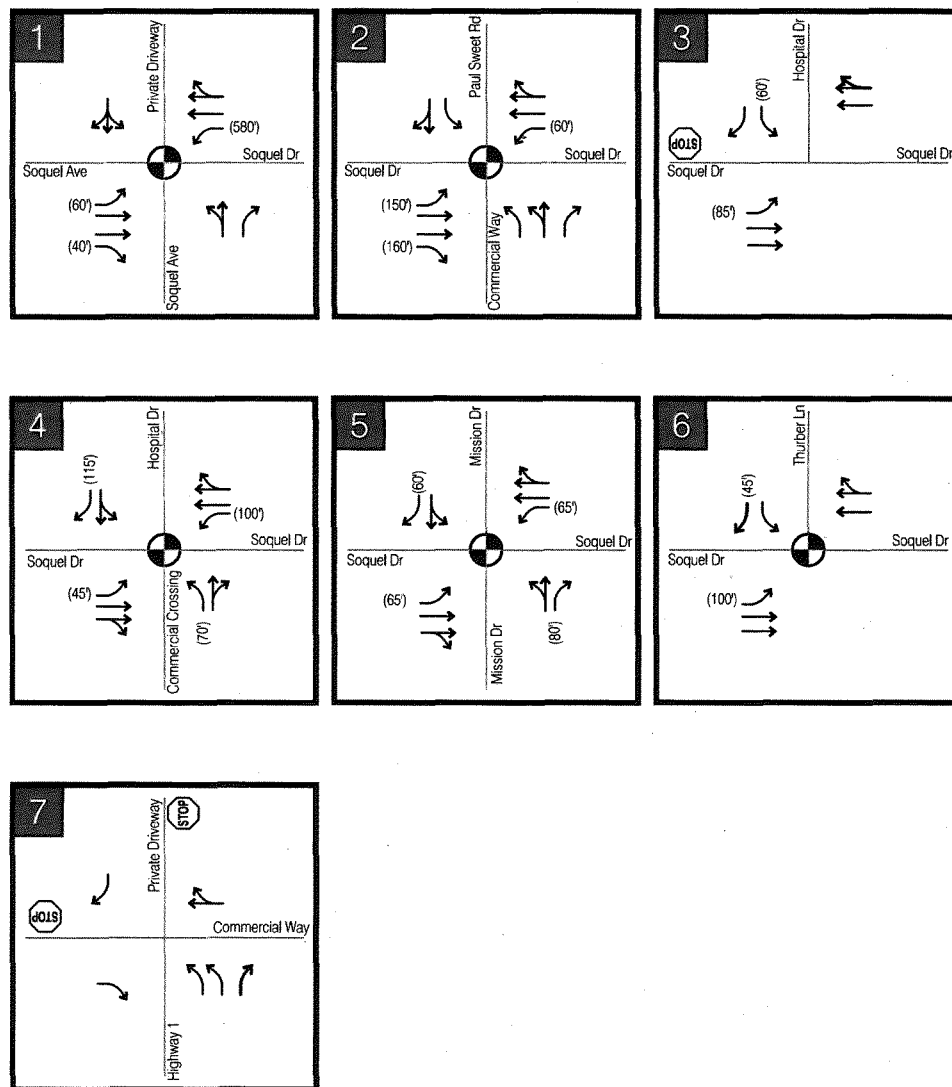 1
Private Driveway
(580')
Soquel Dr
Soquel Ave
(60')
(40')
Soquel Ave
2
Paul Sweet Rd
(60')
Soquel Dr
Soquel Dr
(150')
(160')
Commercial Way
3
Hospital Dr
(60')
STOP
Soquel Dr
Soquel Dr
(85')
4
Hospital Dr
(115')
(100')
Soquel Dr
Soquel Dr
(45')
Commercial Crossing
(70')
5
Mission Dr
(60')
(65')
Soquel Dr
Soquel Dr
(65')
Mission Dr
(80')
6
Thurber Ln
(45')
Soquel Dr
Soquel Dr
(100')
7
Private Driveway
STOP
STOP
Commercial Way
Highway 1